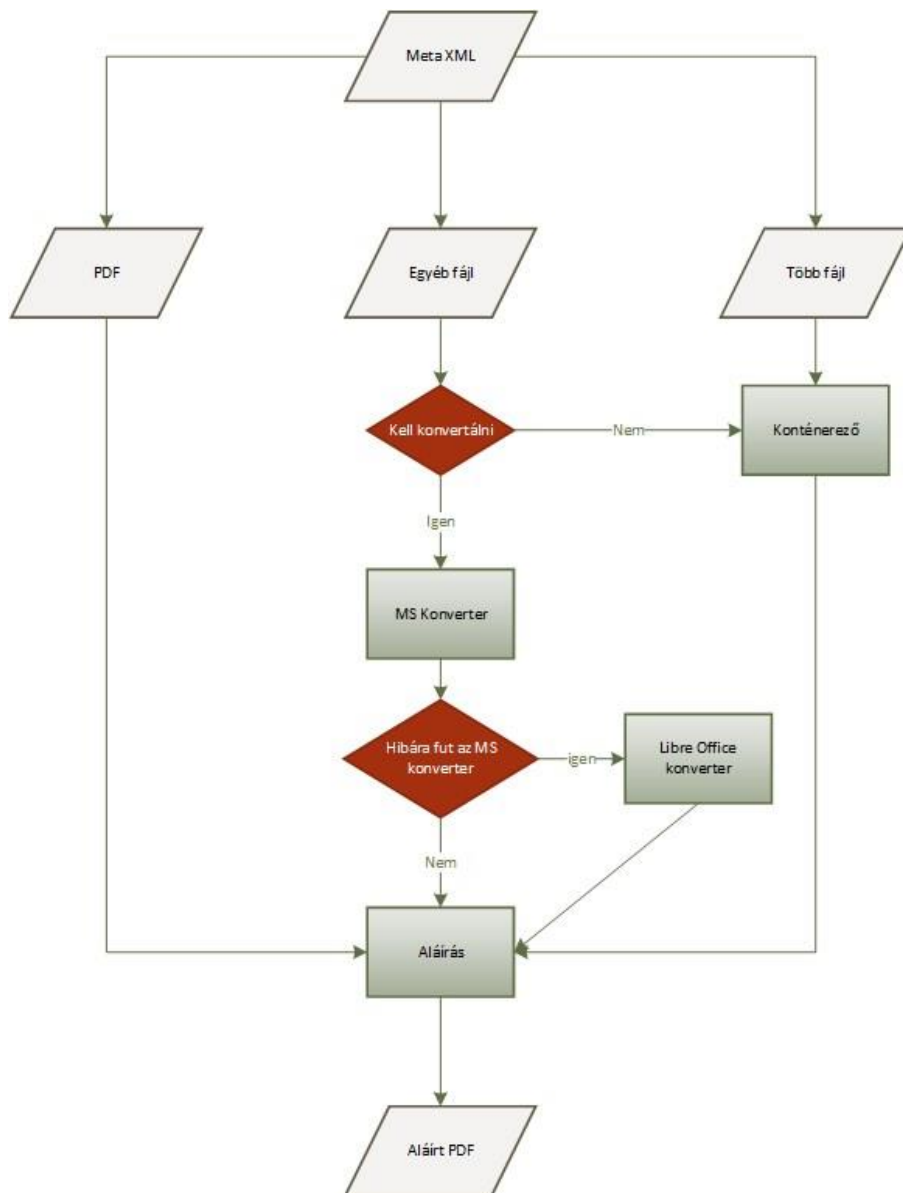 Meta XML
PDF
Egyéb fájl
Több fájl
Kell konvertálni
Nem
Konténerező
Igen
MS Konverter
Hibára fut az MS
konverter
igen
Libre Office
konverter
Nem
Aláírás
Aláírt PDF